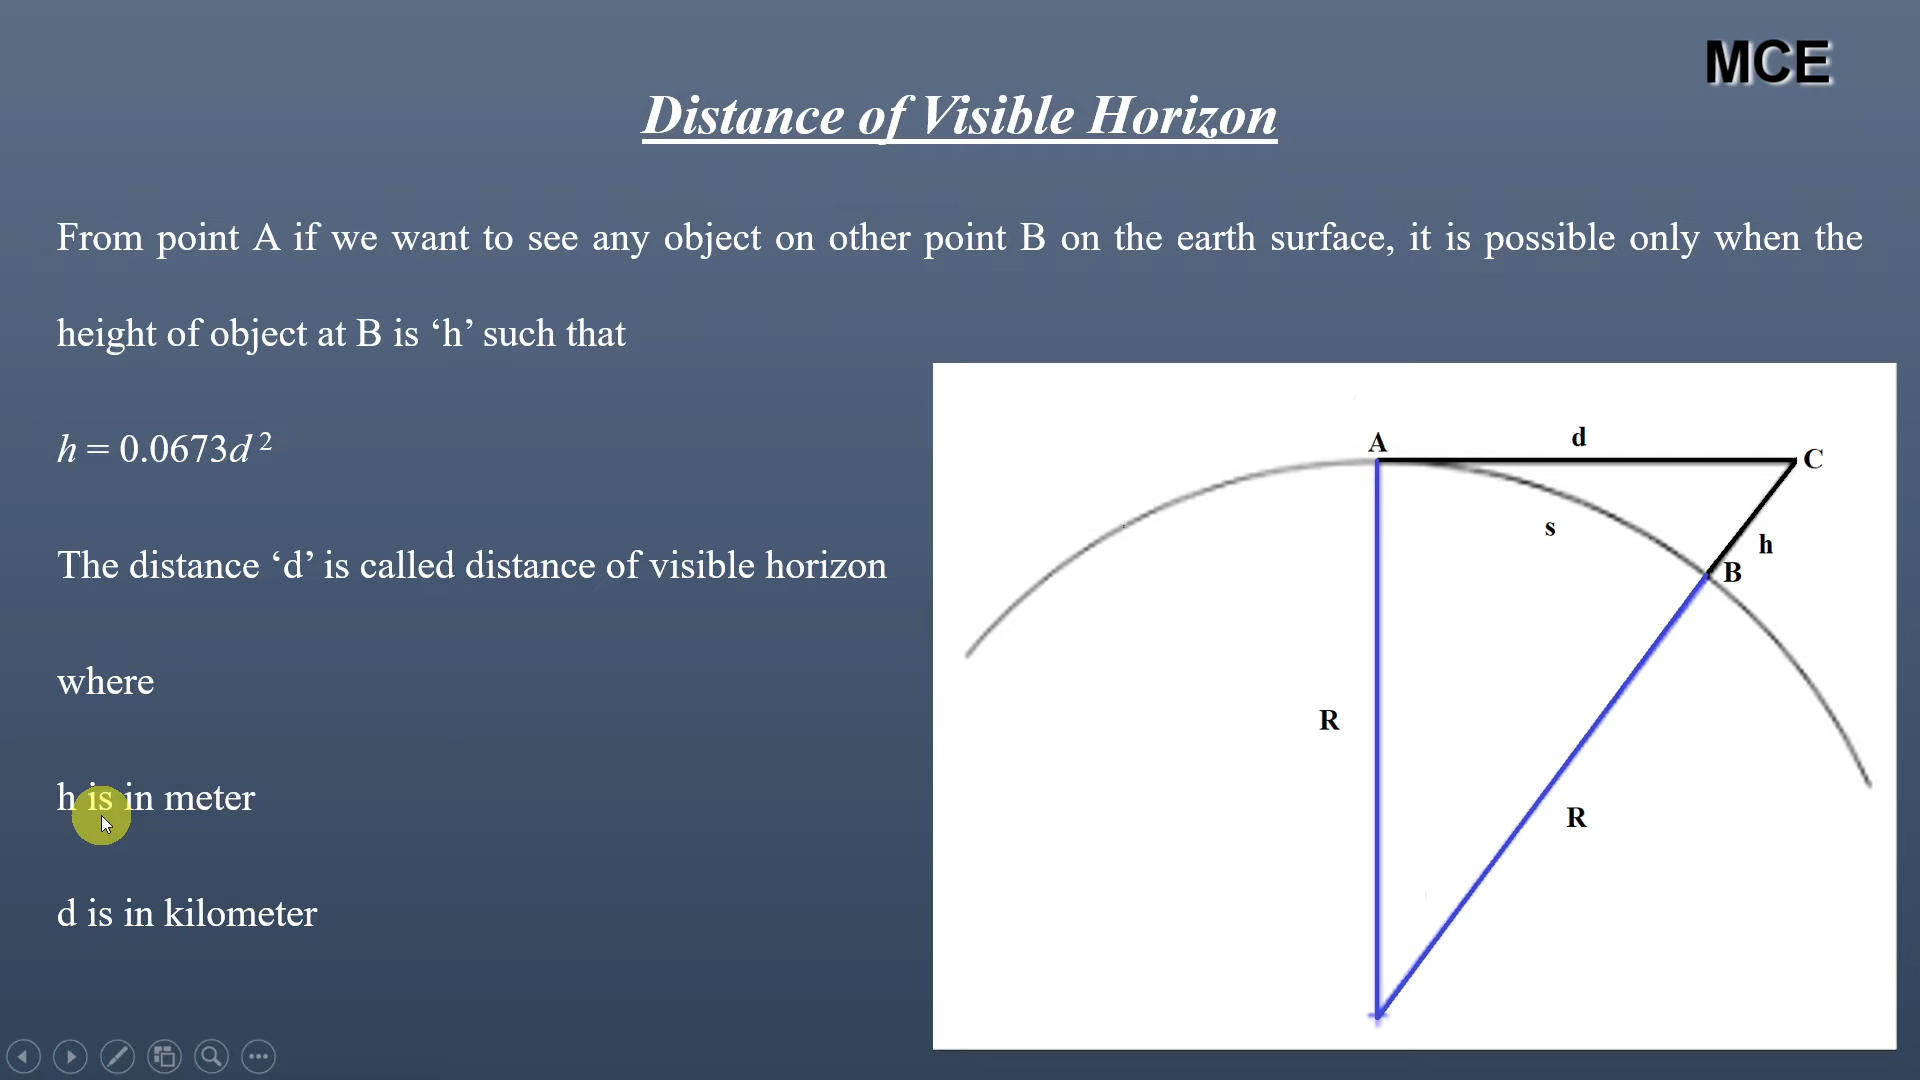 MCE
Distance of Visible Horizon
From point A if we want to see any object on other point B on the earth surface, it is possible only when the
height of object at B is ‘h’ such that
h = 0.0673d ²
The distance ‘d’ is called distance of visible horizon
where
h is in meter
d is in kilometer
A
d
C
s
h
B
R
R